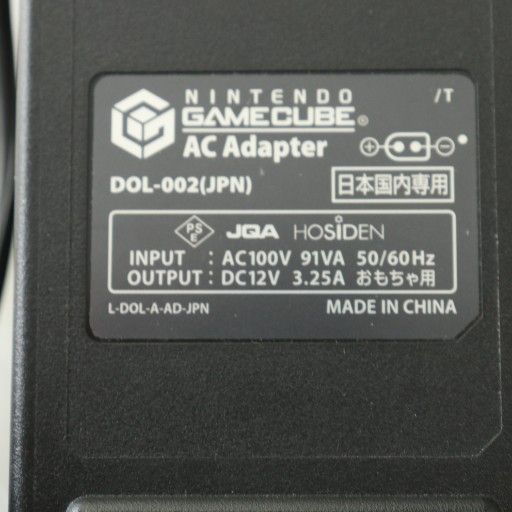 NINTENDO /T
GAMECUBE®
AC Adapter
DOL-002(JPN) 日本国内専用
PSE JQA HOSIDEN
INPUT : AC100V 91VA 50/60Hz
OUTPUT : DC12V 3.25A おもちゃ用
L-DOL-A-AD-JPN MADE IN CHINA